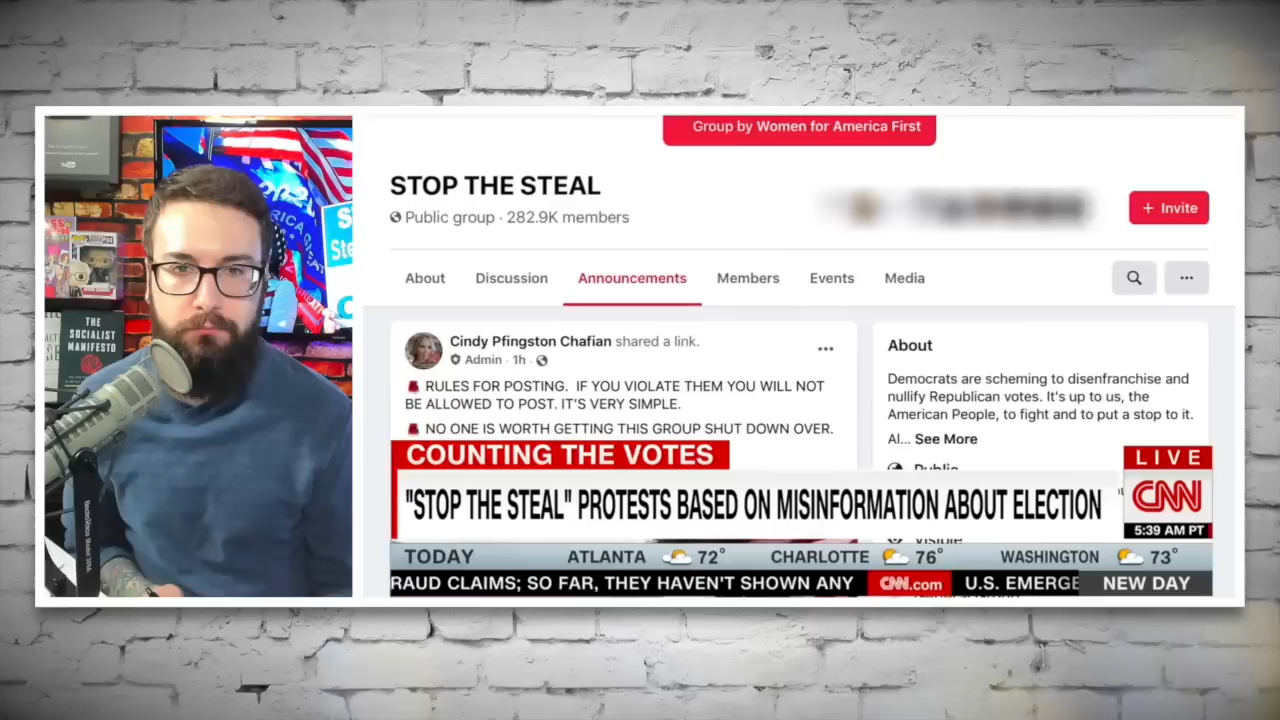 Group by Women for America First
STOP THE STEAL
Public group · 282.9K members
+ Invite
About
Discussion
Announcements
Members
Events
Media
Cindy Pfingston Chafian shared a link.
Admin · 1h ·
RULES FOR POSTING. IF YOU VIOLATE THEM YOU WILL NOT
BE ALLOWED TO POST. IT'S VERY SIMPLE.
NO ONE IS WORTH GETTING THIS GROUP SHUT DOWN OVER.
About
Democrats are scheming to disenfranchise and
nullify Republican votes. It's up to us, the
American People, to fight and to put a stop to it.
Al... See More
Public
Visible
COUNTING THE VOTES
"STOP THE STEAL" PROTESTS BASED ON MISINFORMATION ABOUT ELECTION
LIVE
CNN
5:39 AM PT
TODAY ATLANTA 72° CHARLOTTE 76° WASHINGTON 73°
RAUD CLAIMS; SO FAR, THEY HAVEN'T SHOWN ANY CNN.com U.S. EMERGE NEW DAY
THE
SOCIALIST
MANIFESTO